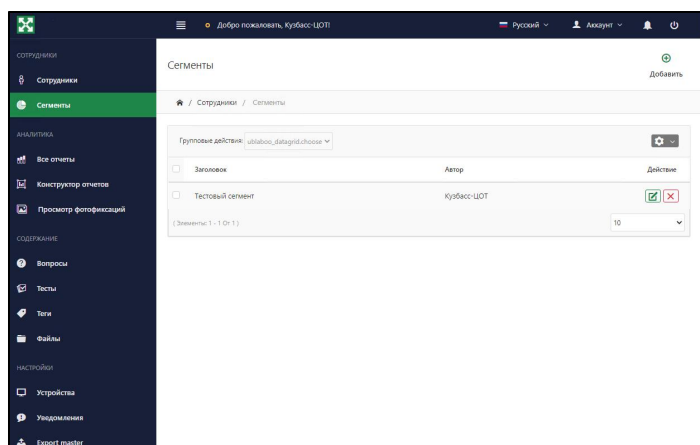 Добро пожаловать, Кузбасс-ЦОТ!
Русский
Аккаунт
СОТРУДНИКИ
Сотрудники
Сегменты
АНАЛИТИКА
Все отчеты
Конструктор отчетов
Просмотр фотофиксаций
СОДЕРЖАНИЕ
Вопросы
Тесты
Теги
Файлы
НАСТРОЙКИ
Устройства
Уведомления
Export master
Сегменты
Добавить
/ Сотрудники / Сегменты
Групповые действия: ublaboo_datagrid.choose
Заголовок Автор Действие
Тестовый сегмент Кузбасс-ЦОТ
( Элементы: 1 - 1 От 1 )
10